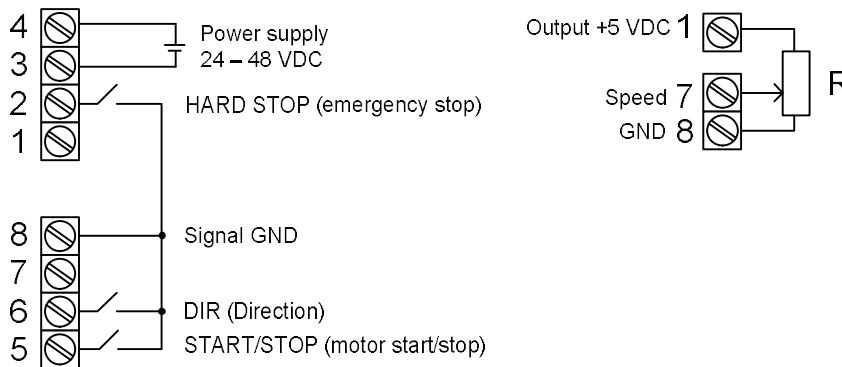 4
Power supply
3
24 – 48 VDC
2
HARD STOP (emergency stop)
1
8
Signal GND
7
6
DIR (Direction)
5
START/STOP (motor start/stop)
Output +5 VDC 1
Speed 7
GND 8
R